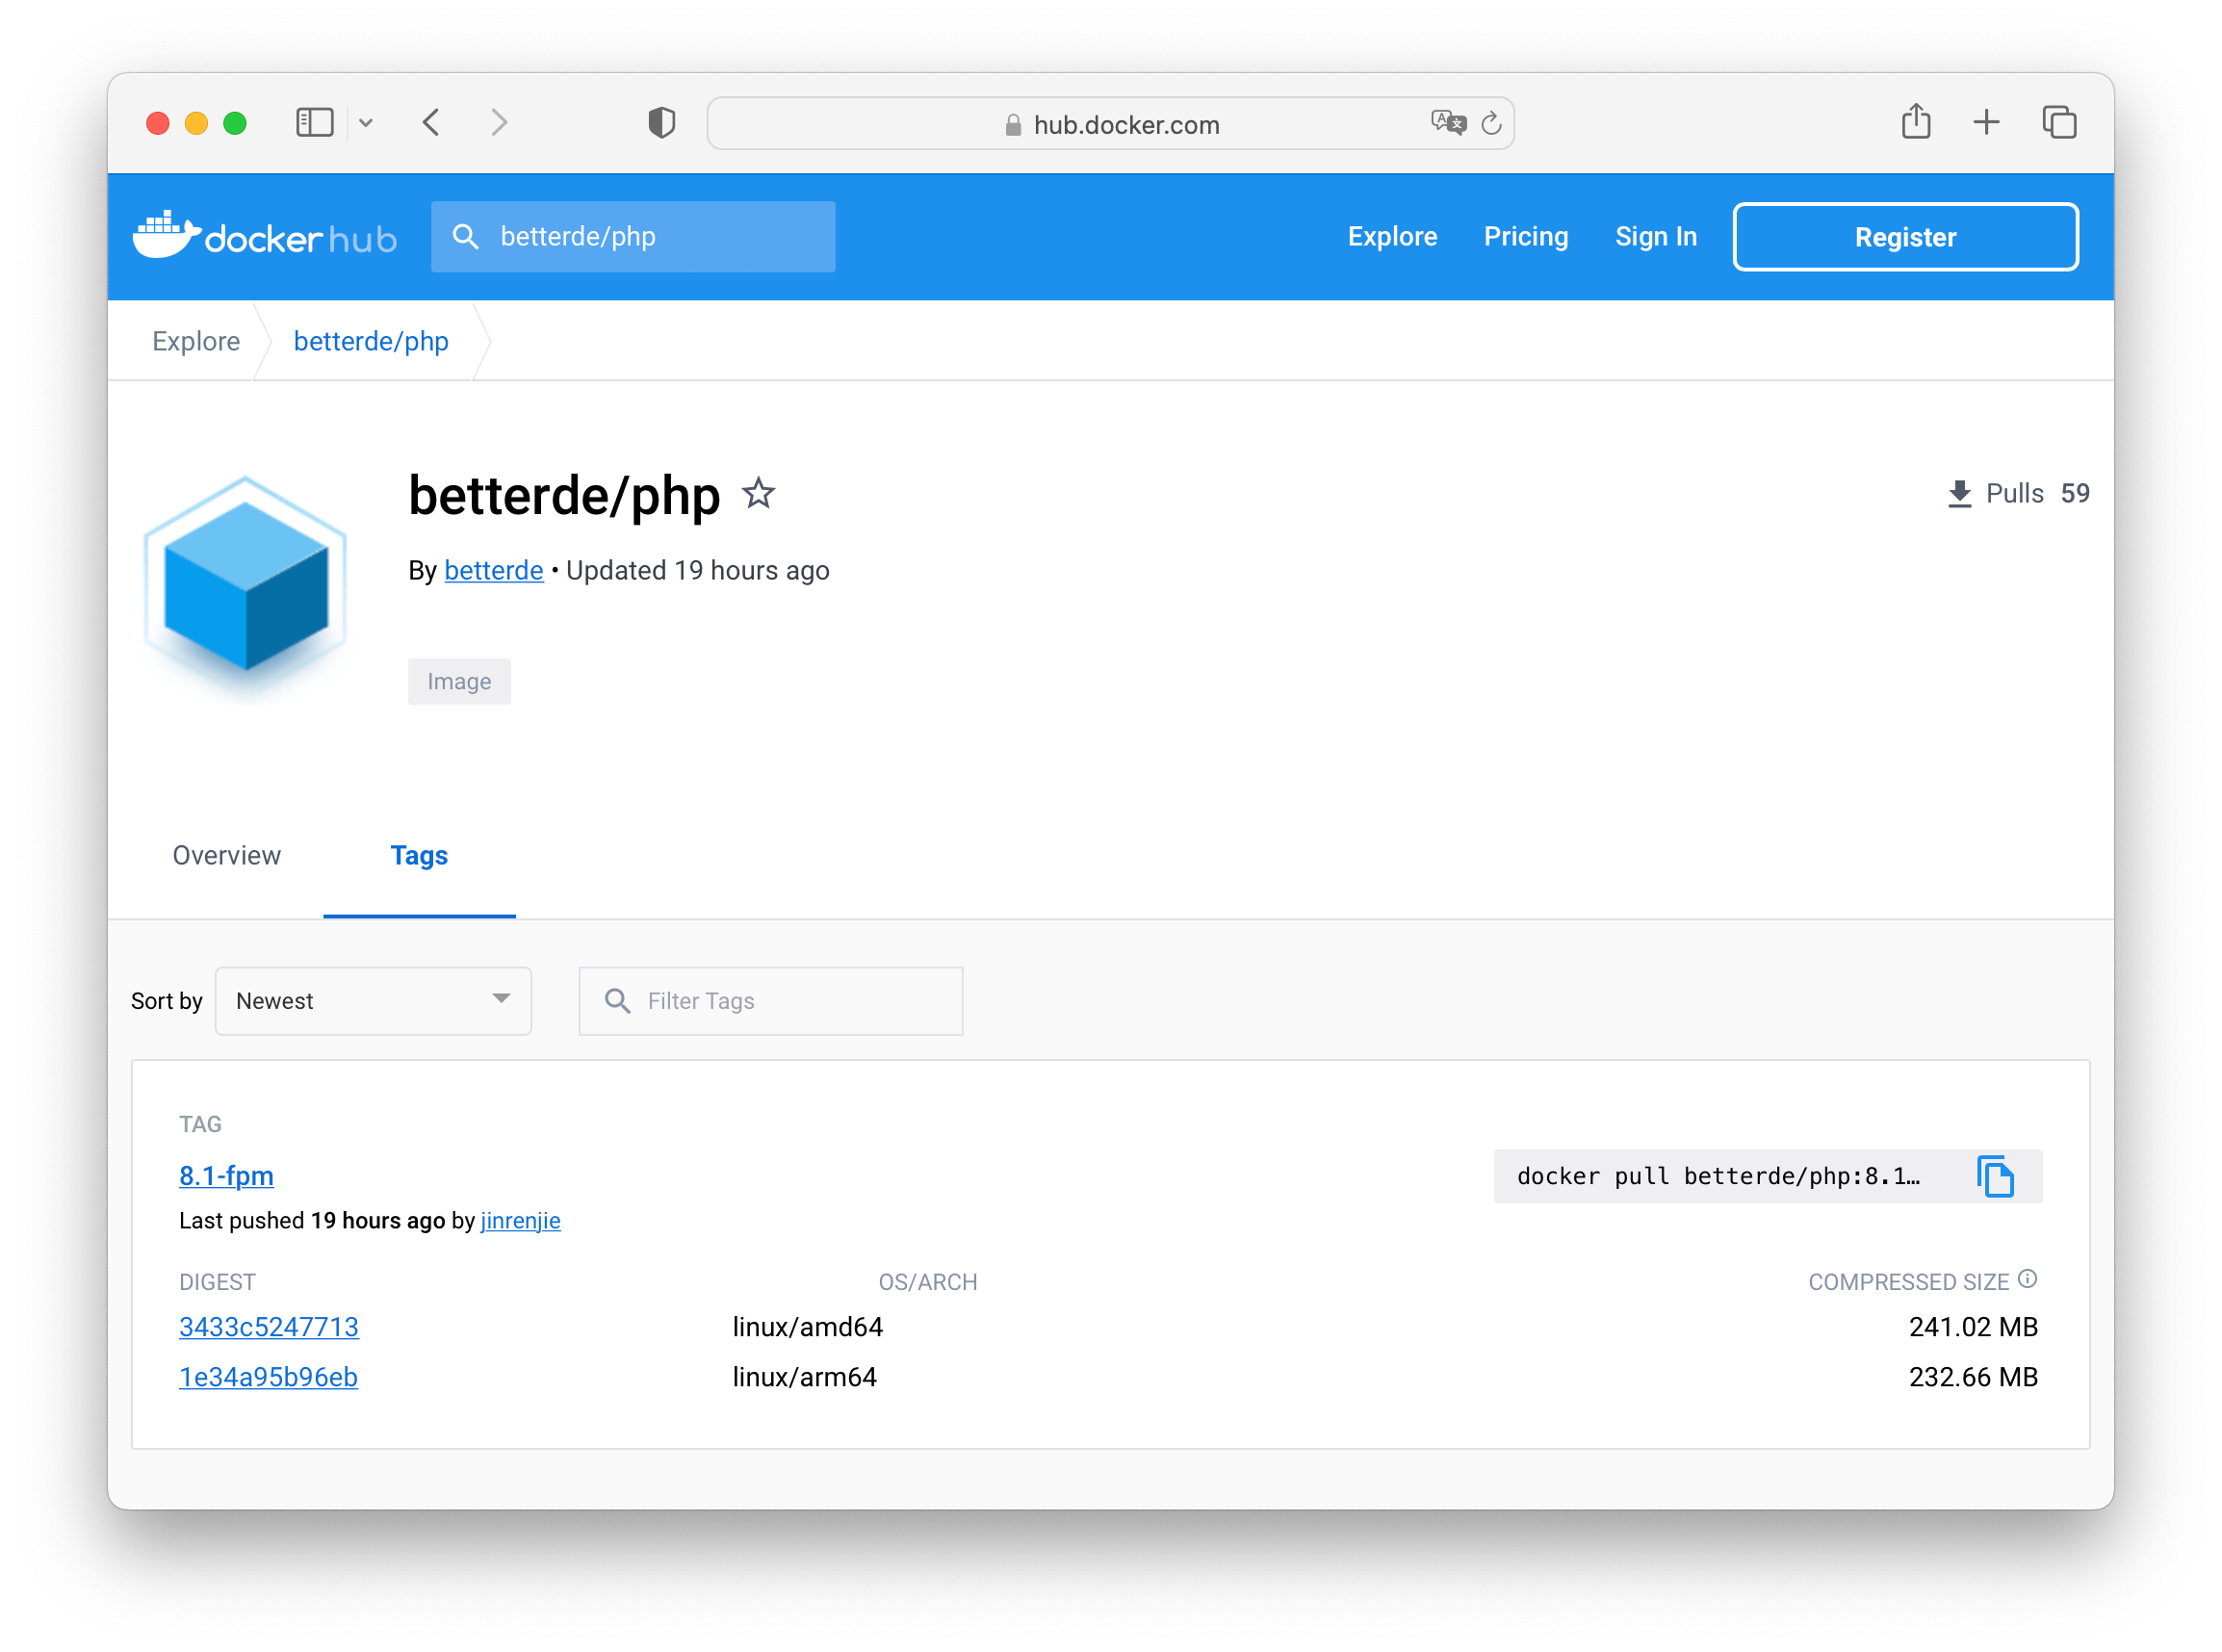 hub.docker.com
docker hub
betterde/php
Explore Pricing Sign In Register
Explore betterde/php
betterde/php
Pulls 59
By betterde • Updated 19 hours ago
Image
Overview Tags
Sort by Newest Filter Tags
TAG
8.1-fpm
docker pull betterde/php:8.1…
Last pushed 19 hours ago by jinrenjie
DIGEST OS/ARCH COMPRESSED SIZE
3433c5247713 linux/amd64 241.02 MB
1e34a95b96eb linux/arm64 232.66 MB